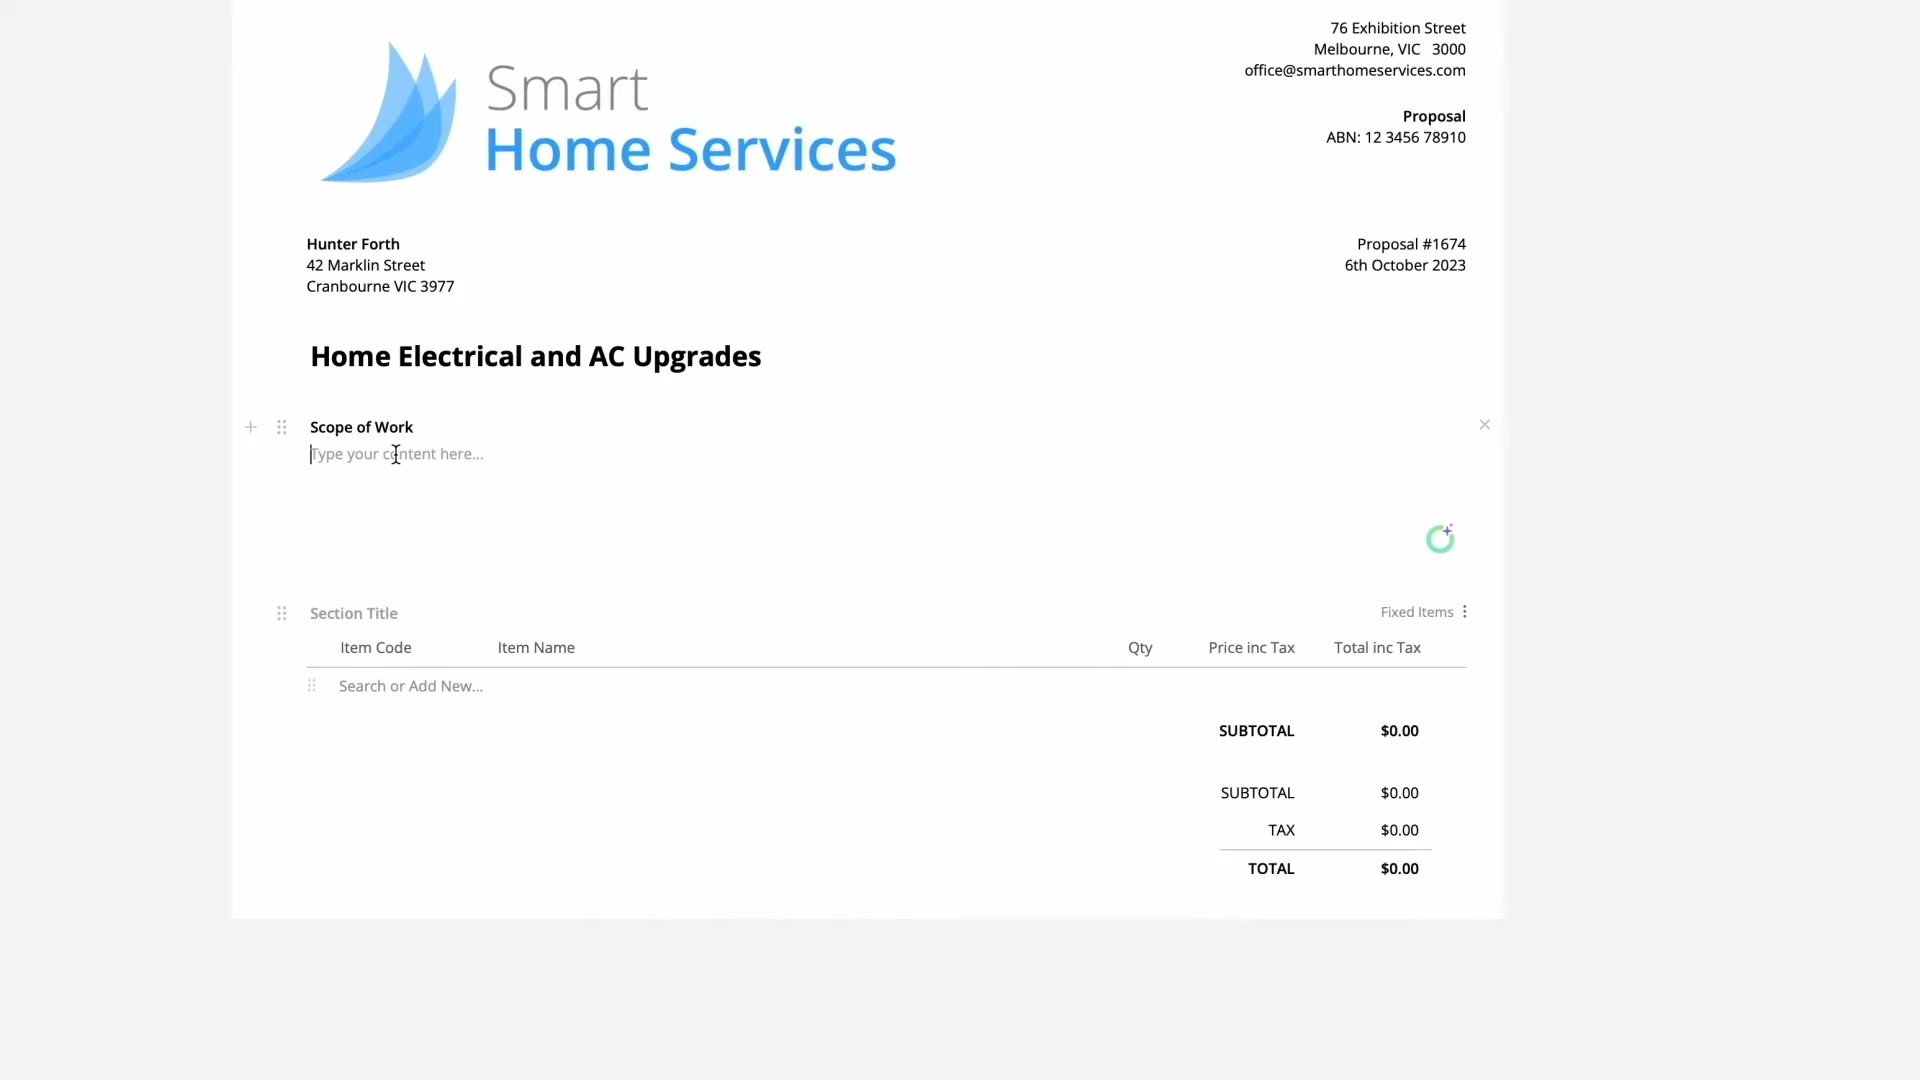 76 Exhibition Street
Melbourne, VIC 3000
office@smarthomeservices.com
Smart
Home Services
Proposal
ABN: 12 3456 78910
Hunter Forth
42 Marklin Street
Cranbourne VIC 3977
Proposal #1674
6th October 2023
Home Electrical and AC Upgrades
Scope of Work
Type your content here...
Section Title
Fixed Items
Item Code Item Name Qty Price inc Tax Total inc Tax
Search or Add New...
SUBTOTAL $0.00
SUBTOTAL $0.00
TAX $0.00
TOTAL $0.00